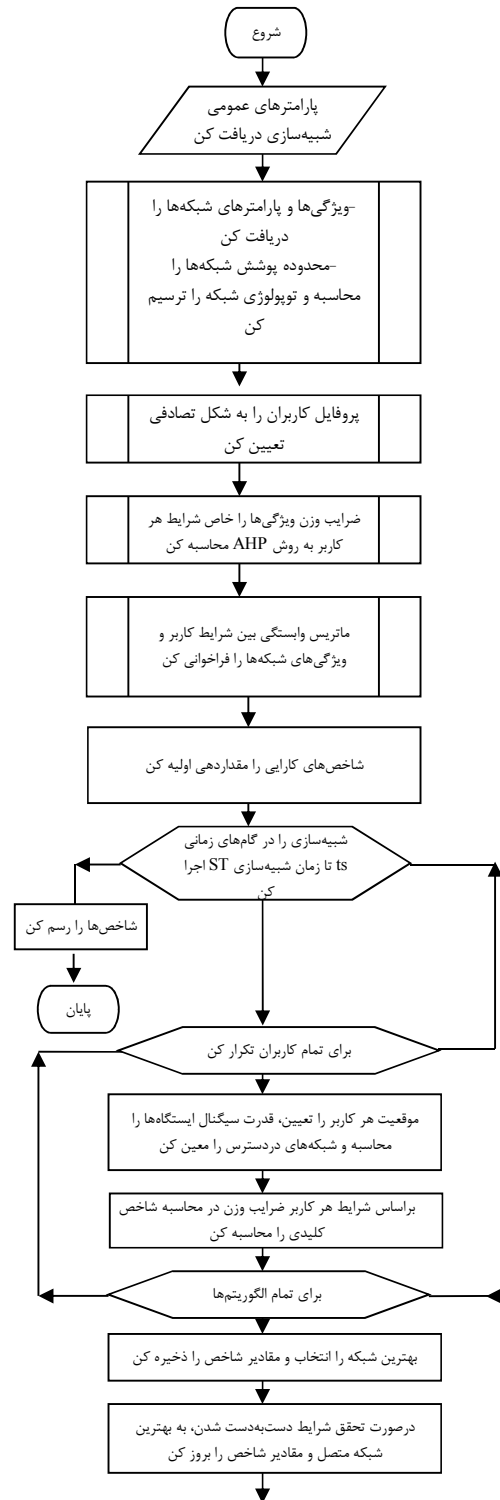 شروع
پارامترهای عمومی
شبیه‌سازی دریافت کن
-ویژگی‌ها و پارامترهای شبکه‌ها را
دریافت کن
-محدوده پوشش شبکه‌ها را
محاسبه و توپولوژی شبکه را ترسیم
کن
پروفایل کاربران را به شکل تصادفی
تعیین کن
ضرایب وزن ویژگی‌ها را خاص شرایط هر
کاربر به روش AHP محاسبه کن
ماتریس وابستگی بین شرایط کاربر و
ویژگی‌های شبکه‌ها را فراخوانی کن
شاخص‌های کارایی را مقداردهی اولیه کن
شبیه‌سازی را در گام‌های زمانی
ts تا زمان شبیه‌سازی ST اجرا
کن
شاخص‌ها را رسم کن
پایان
برای تمام کاربران تکرار کن
موقعیت هر کاربر را تعیین، قدرت سیگنال ایستگاه‌ها را
محاسبه و شبکه‌های دردسترس را معین کن
براساس شرایط هر کاربر ضرایب وزن در محاسبه شاخص
کلیدی را محاسبه کن
برای تمام الگوریتم‌ها
بهترین شبکه را انتخاب و مقادیر شاخص را ذخیره کن
درصورت تحقق شرایط دست‌به‌دست شدن، به بهترین
شبکه متصل و مقادیر شاخص را بروز کن